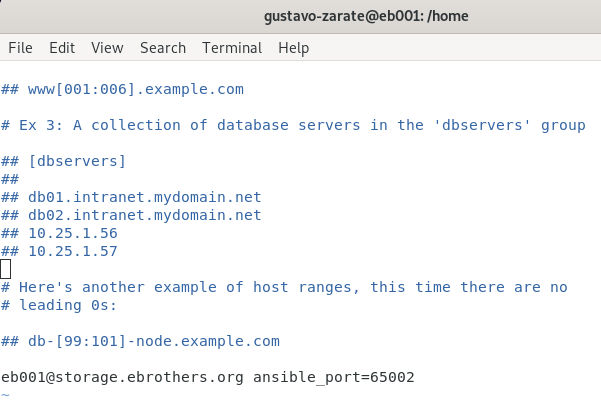 gustavo-zarate@eb001: /home
File Edit View Search Terminal Help
## www[001:006].example.com
# Ex 3: A collection of database servers in the 'dbservers' group
## [dbservers]
##
## db01.intranet.mydomain.net
## db02.intranet.mydomain.net
## 10.25.1.56
## 10.25.1.57
# Here's another example of host ranges, this time there are no
# leading 0s:
## db-[99:101]-node.example.com
eb001@storage.ebrothers.org ansible_port=65002
~